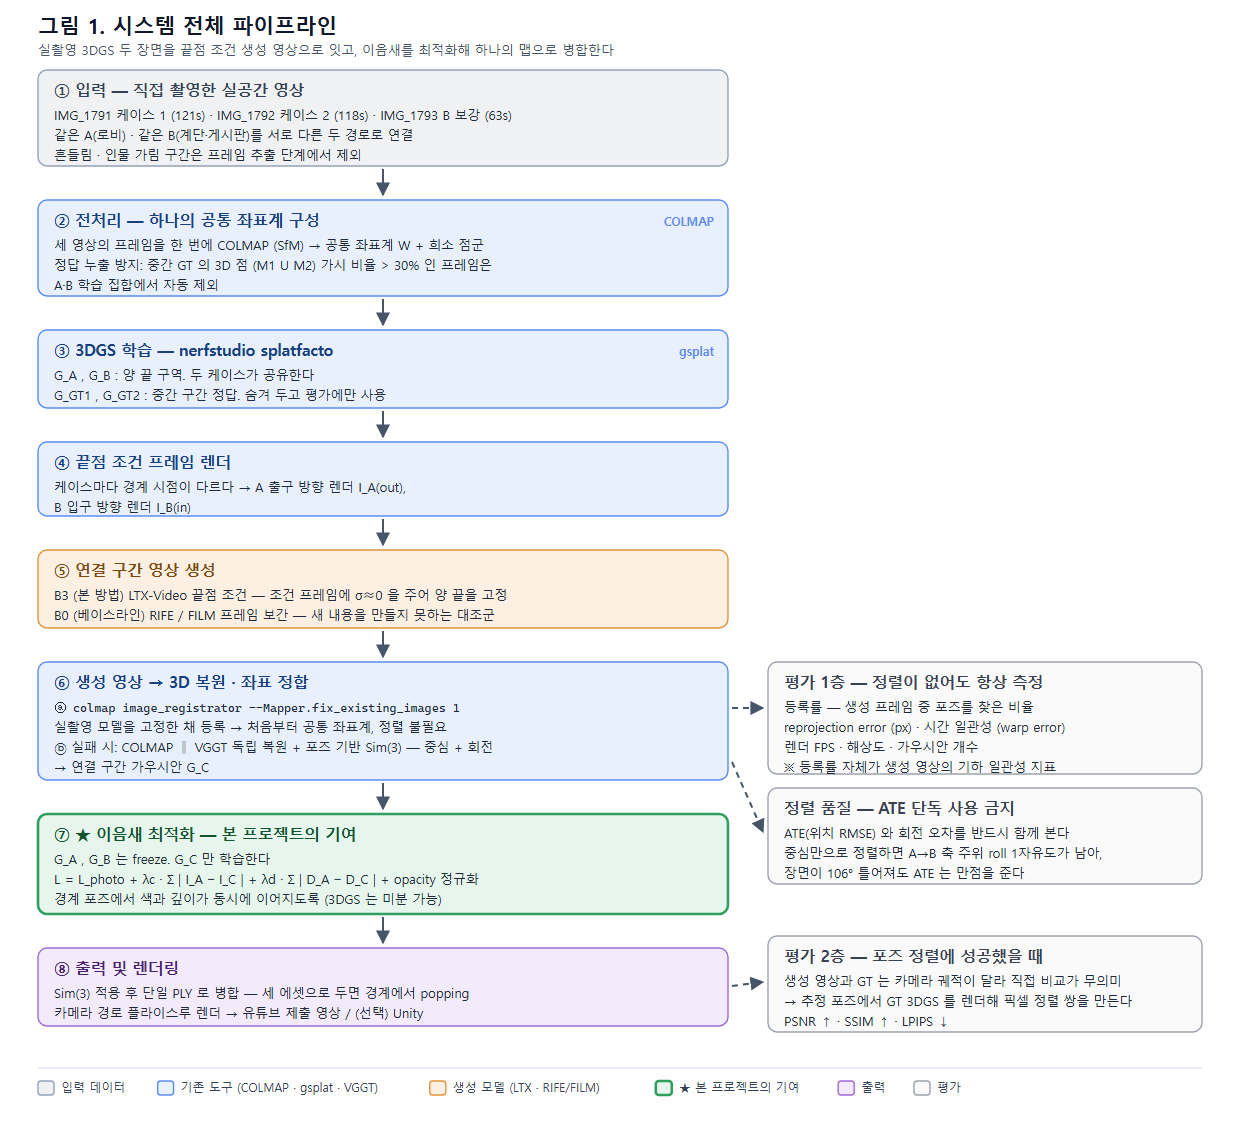 그림 1. 시스템 전체 파이프라인
실촬영 3DGS 두 장면을 끝점 조건 생성 영상으로 잇고, 이음새를 최적화해 하나의 맵으로 병합한다
① 입력 — 직접 촬영한 실공간 영상
IMG_1791 케이스 1 (121s) · IMG_1792 케이스 2 (118s) · IMG_1793 B 보강 (63s)
같은 A(로비) · 같은 B(계단·게시판)를 서로 다른 두 경로로 연결
흔들림 · 인물 가림 구간은 프레임 추출 단계에서 제외
② 전처리 — 하나의 공통 좌표계 구성
COLMAP
세 영상의 프레임을 한 번에 COLMAP (SfM) → 공통 좌표계 W + 희소 점군
정답 누출 방지: 중간 GT 의 3D 점 (M1 U M2) 가시 비율 > 30% 인 프레임은
A·B 학습 집합에서 자동 제외
③ 3DGS 학습 — nerfstudio splatfacto
gsplat
G_A , G_B : 양 끝 구역. 두 케이스가 공유한다
G_GT1 , G_GT2 : 중간 구간 정답. 숨겨 두고 평가에만 사용
④ 끝점 조건 프레임 렌더
케이스마다 경계 시점이 다르다 → A 출구 방향 렌더 I_A(out),
B 입구 방향 렌더 I_B(in)
⑤ 연결 구간 영상 생성
B3 (본 방법) LTX-Video 끝점 조건 — 조건 프레임에 σ≈0 을 주어 양 끝을 고정
B0 (베이스라인) RIFE / FILM 프레임 보간 — 새 내용을 만들지 못하는 대조군
⑥ 생성 영상 → 3D 복원 · 좌표 정합
ⓐ colmap image_registrator --Mapper.fix_existing_images 1
실촬영 모델을 고정한 채 등록 → 처음부터 공통 좌표계, 정렬 불필요
ⓑ 실패 시: COLMAP ∥ VGGT 독립 복원 + 포즈 기반 Sim(3) — 중심 + 회전
→ 연결 구간 가우시안 G_C
평가 1층 — 정렬이 없어도 항상 측정
등록률 — 생성 프레임 중 포즈를 찾은 비율
reprojection error (px) · 시간 일관성 (warp error)
렌더 FPS · 해상도 · 가우시안 개수
※ 등록률 자체가 생성 영상의 기하 일관성 지표
정렬 품질 — ATE 단독 사용 금지
ATE(위치 RMSE) 와 회전 오차를 반드시 함께 본다
중심만으로 정렬하면 A→B 축 주위 roll 1자유도가 남아,
장면이 106° 틀어져도 ATE 는 만점을 준다
⑦ ★ 이음새 최적화 — 본 프로젝트의 기여
G_A , G_B 는 freeze. G_C 만 학습한다
L = L_photo + λc · Σ | I_A − I_C | + λd · Σ | D_A − D_C | + opacity 정규화
경계 포즈에서 색과 깊이가 동시에 이어지도록 (3DGS 는 미분 가능)
⑧ 출력 및 렌더링
Sim(3) 적용 후 단일 PLY 로 병합 — 세 에셋으로 두면 경계에서 popping
카메라 경로 플라이스루 렌더 → 유튜브 제출 영상 / (선택) Unity
평가 2층 — 포즈 정렬에 성공했을 때
생성 영상과 GT 는 카메라 궤적이 달라 직접 비교가 무의미
→ 추정 포즈에서 GT 3DGS 를 렌더해 픽셀 정렬 쌍을 만든다
PSNR ↑ · SSIM ↑ · LPIPS ↓
입력 데이터
기존 도구 (COLMAP · gsplat · VGGT)
생성 모델 (LTX · RIFE/FILM)
★ 본 프로젝트의 기여
출력
평가